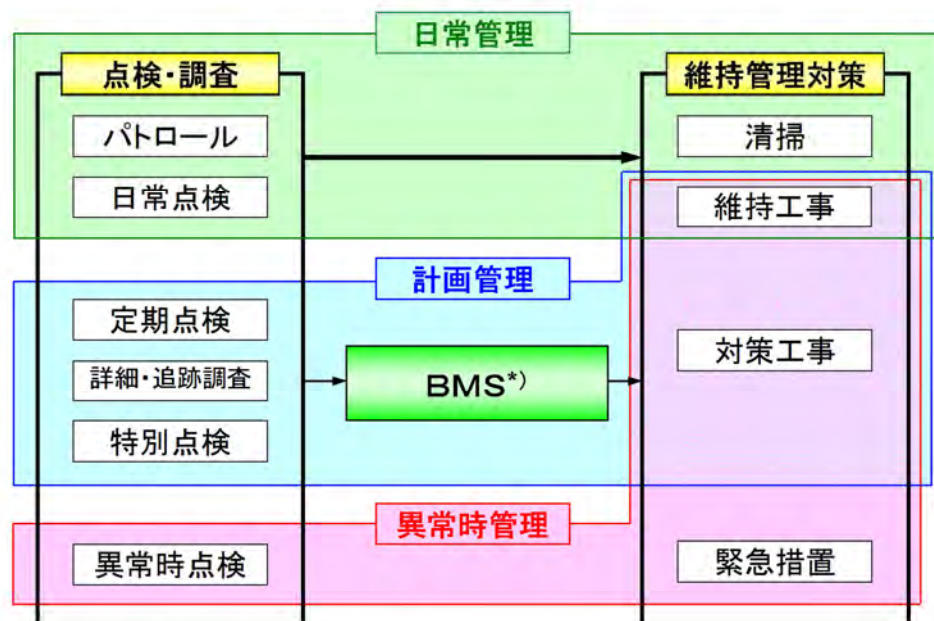 日常管理
点検・調査
維持管理対策
パトロール
清掃
日常点検
維持工事
計画管理
定期点検
対策工事
詳細・追跡調査
BMS*)
特別点検
異常時管理
異常時点検
緊急措置